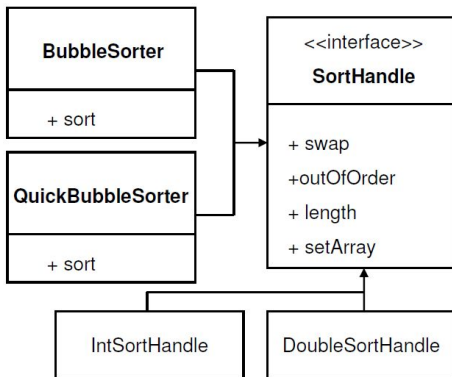 BubbleSorter
+ sort
QuickBubbleSorter
+ sort
<<interface>>
SortHandle
+ swap
+outOfOrder
+ length
+ setArray
IntSortHandle
DoubleSortHandle